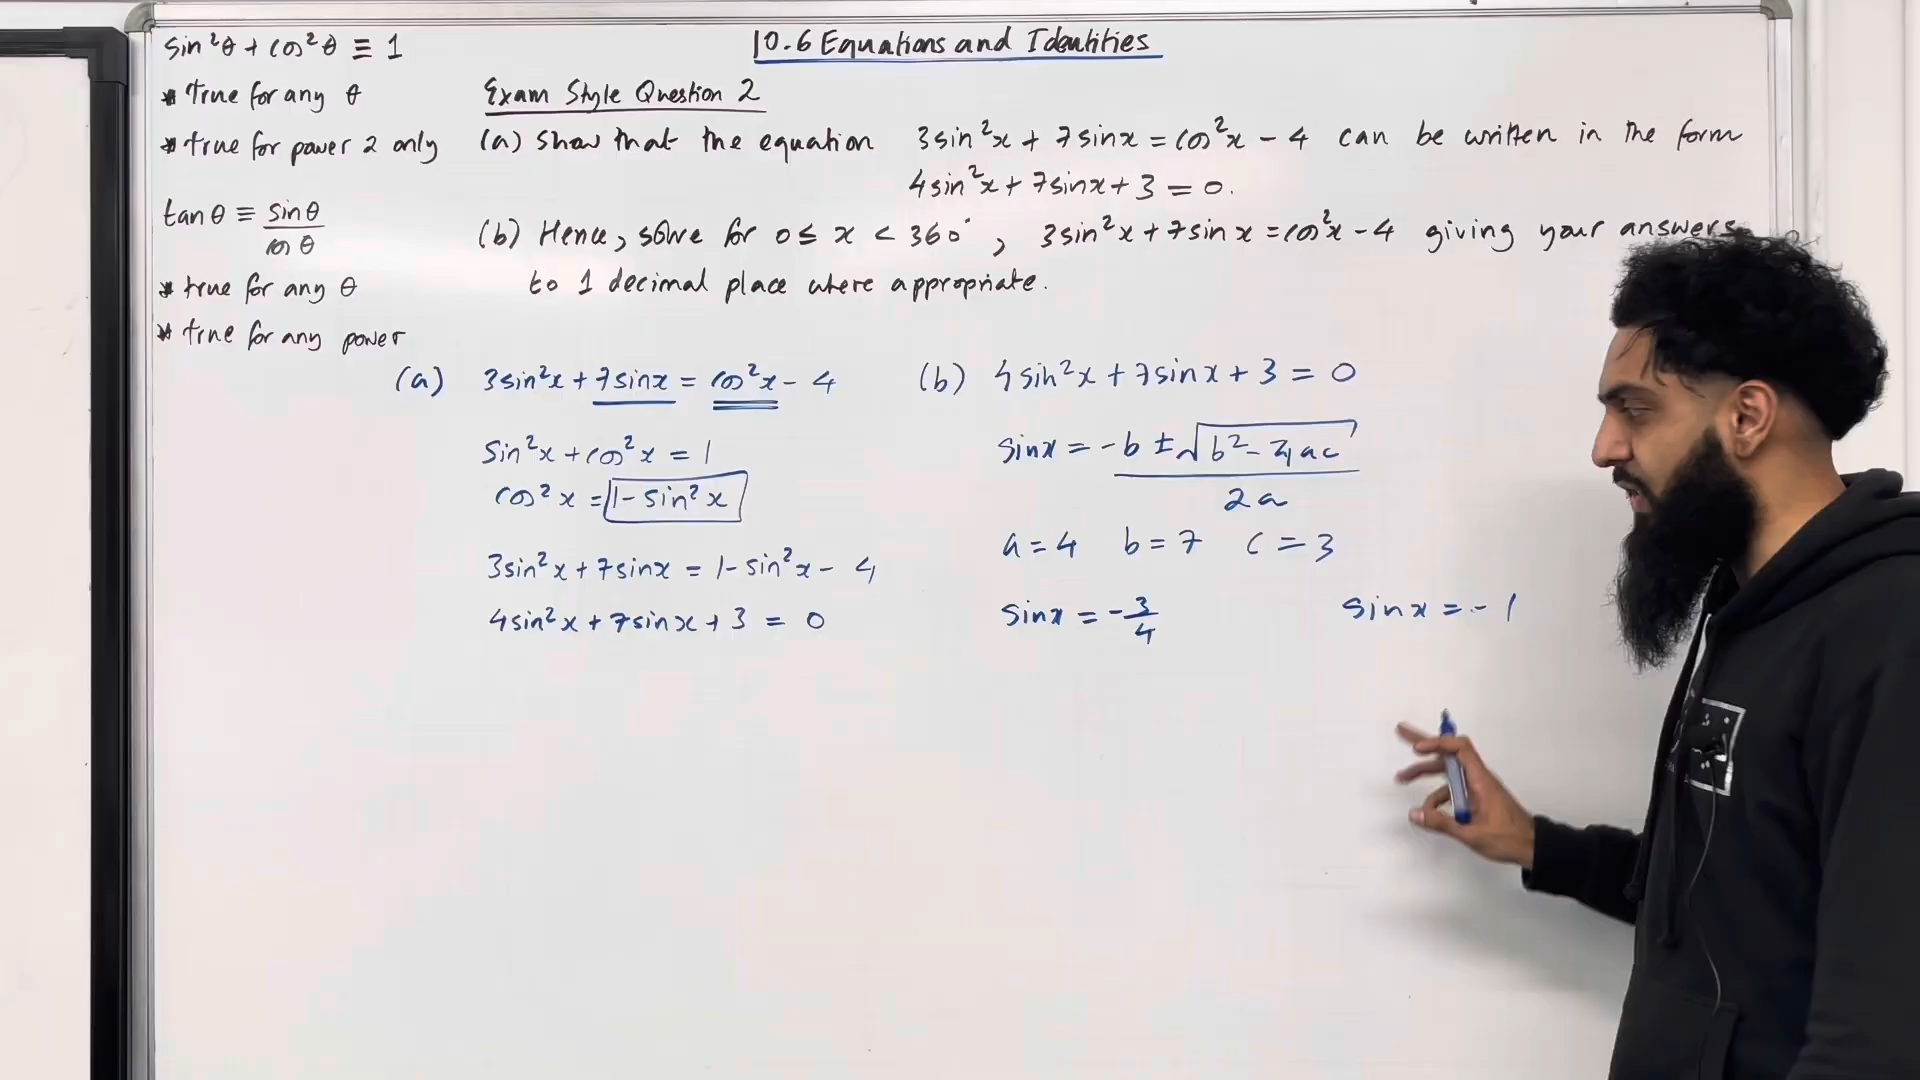 10.6 Equations and Identities
sin²θ + cos²θ ≡ 1
* true for any θ
* true for power 2 only
tanθ ≡ sinθ / cosθ
* true for any θ
* true for any power
Exam Style Question 2
(a) Show that the equation 3sin²x + 7sinx = cos²x - 4 can be written in the form
4sin²x + 7sinx + 3 = 0.
(b) Hence, solve for 0 ≤ x < 360°, 3sin²x + 7sinx = cos²x - 4 giving your answers
to 1 decimal place where appropriate.
(a) 3sin²x + 7sinx = cos²x - 4
sin²x + cos²x = 1
cos²x = 1 - sin²x
3sin²x + 7sinx = 1 - sin²x - 4
4sin²x + 7sinx + 3 = 0
(b) 4sin²x + 7sinx + 3 = 0
sinx = -b ± √(b² - 4ac) / 2a
a = 4 b = 7 c = 3
sinx = -3/4 sinx = -1